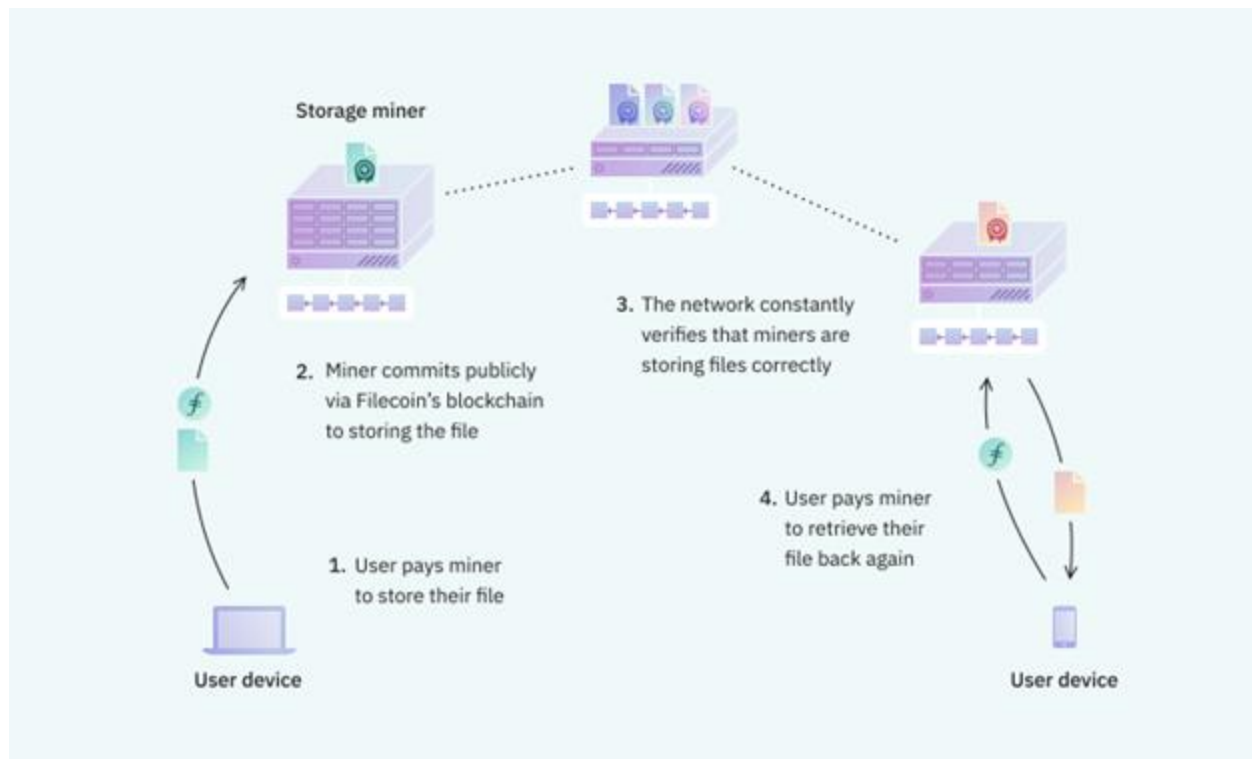 Storage miner
3. The network constantly
verifies that miners are
storing files correctly
2. Miner commits publicly
via Filecoin's blockchain
to storing the file
4. User pays miner
to retrieve their
file back again
1. User pays miner
to store their file
User device
User device